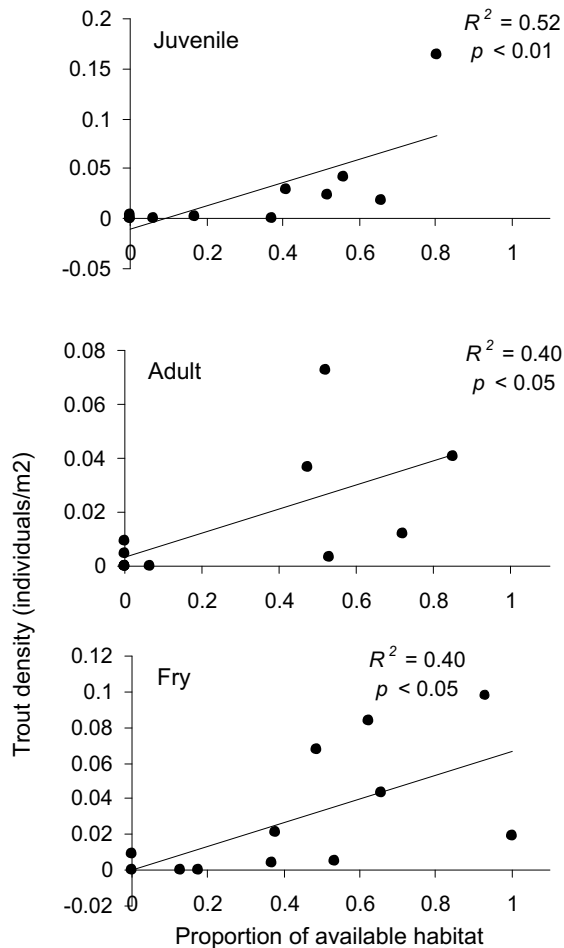 Juvenile
R² = 0.52
p < 0.01
0.2
0.15
0.1
0.05
0
-0.05
0 0.2 0.4 0.6 0.8 1
Adult
R² = 0.40
p < 0.05
0.08
0.06
0.04
0.02
0
0 0.2 0.4 0.6 0.8 1
Trout density (individuals/m2)
Fry
R² = 0.40
p < 0.05
0.12
0.1
0.08
0.06
0.04
0.02
0
-0.02
0 0.2 0.4 0.6 0.8 1
Proportion of available habitat